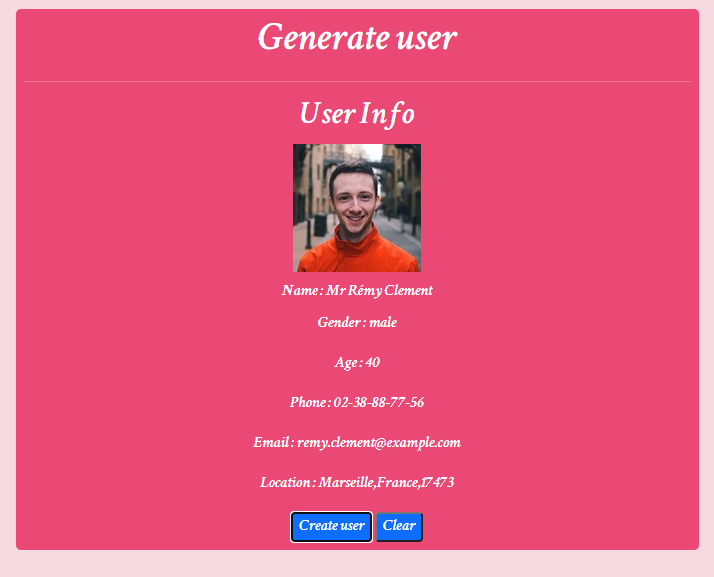 Generate user
User Info
Name : Mr Rémy Clement
Gender : male
Age : 40
Phone : 02-38-88-77-56
Email : remy.clement@example.com
Location : Marseille,France,17473
Create user Clear